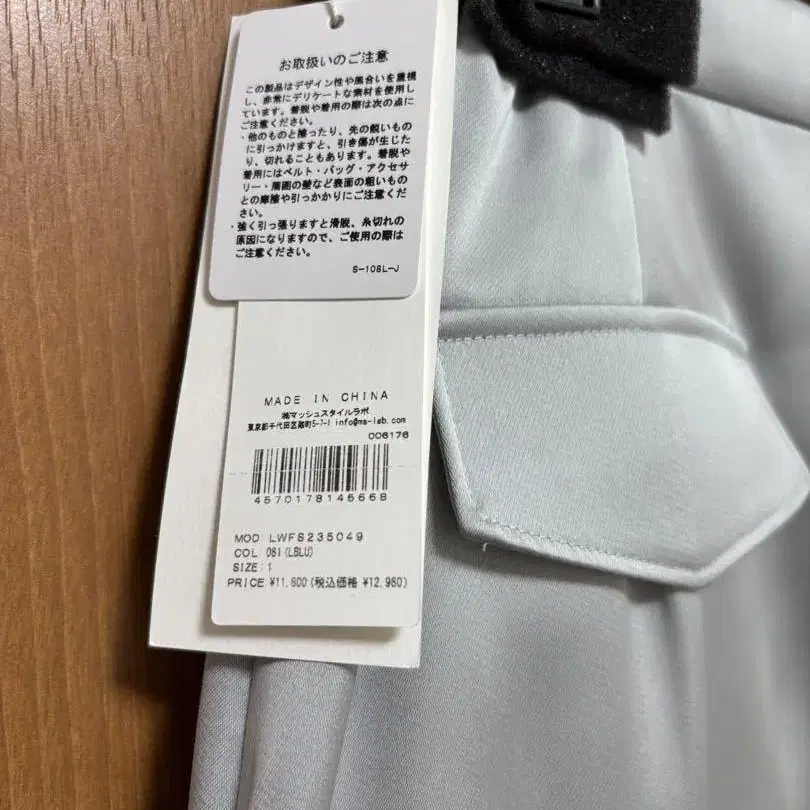 お取扱いのご注意
この製品はデザイン性や風合いを重視
し、非常にデリケートな素材を使用し
ています。着脱や着用の際は次の点に
ご注意ください。
・他のものと擦ったり、先の鋭いもの
に引っかけますと、引き傷が生じた
り、切れることもあります。着脱や
着用にはベルト・バッグ・アクセサ
リー・周囲の髪など表面の粗いもの
との摩擦や引っかかりにご注意くだ
さい。
・強く引っ張りますと滑脱、糸切れの
原因になりますので、ご使用の際は
ご注意ください。
S-108L-J
MADE IN CHINA
㈱マッシュスタイルラボ
東京都千代田区麹町5-7-1 info@ms-lab.com
006176
4570178145668
MOD LWFS235049
COL 081(LBLU)
SIZE:1
PRICE ¥11,800(税込価格 ¥12,980)